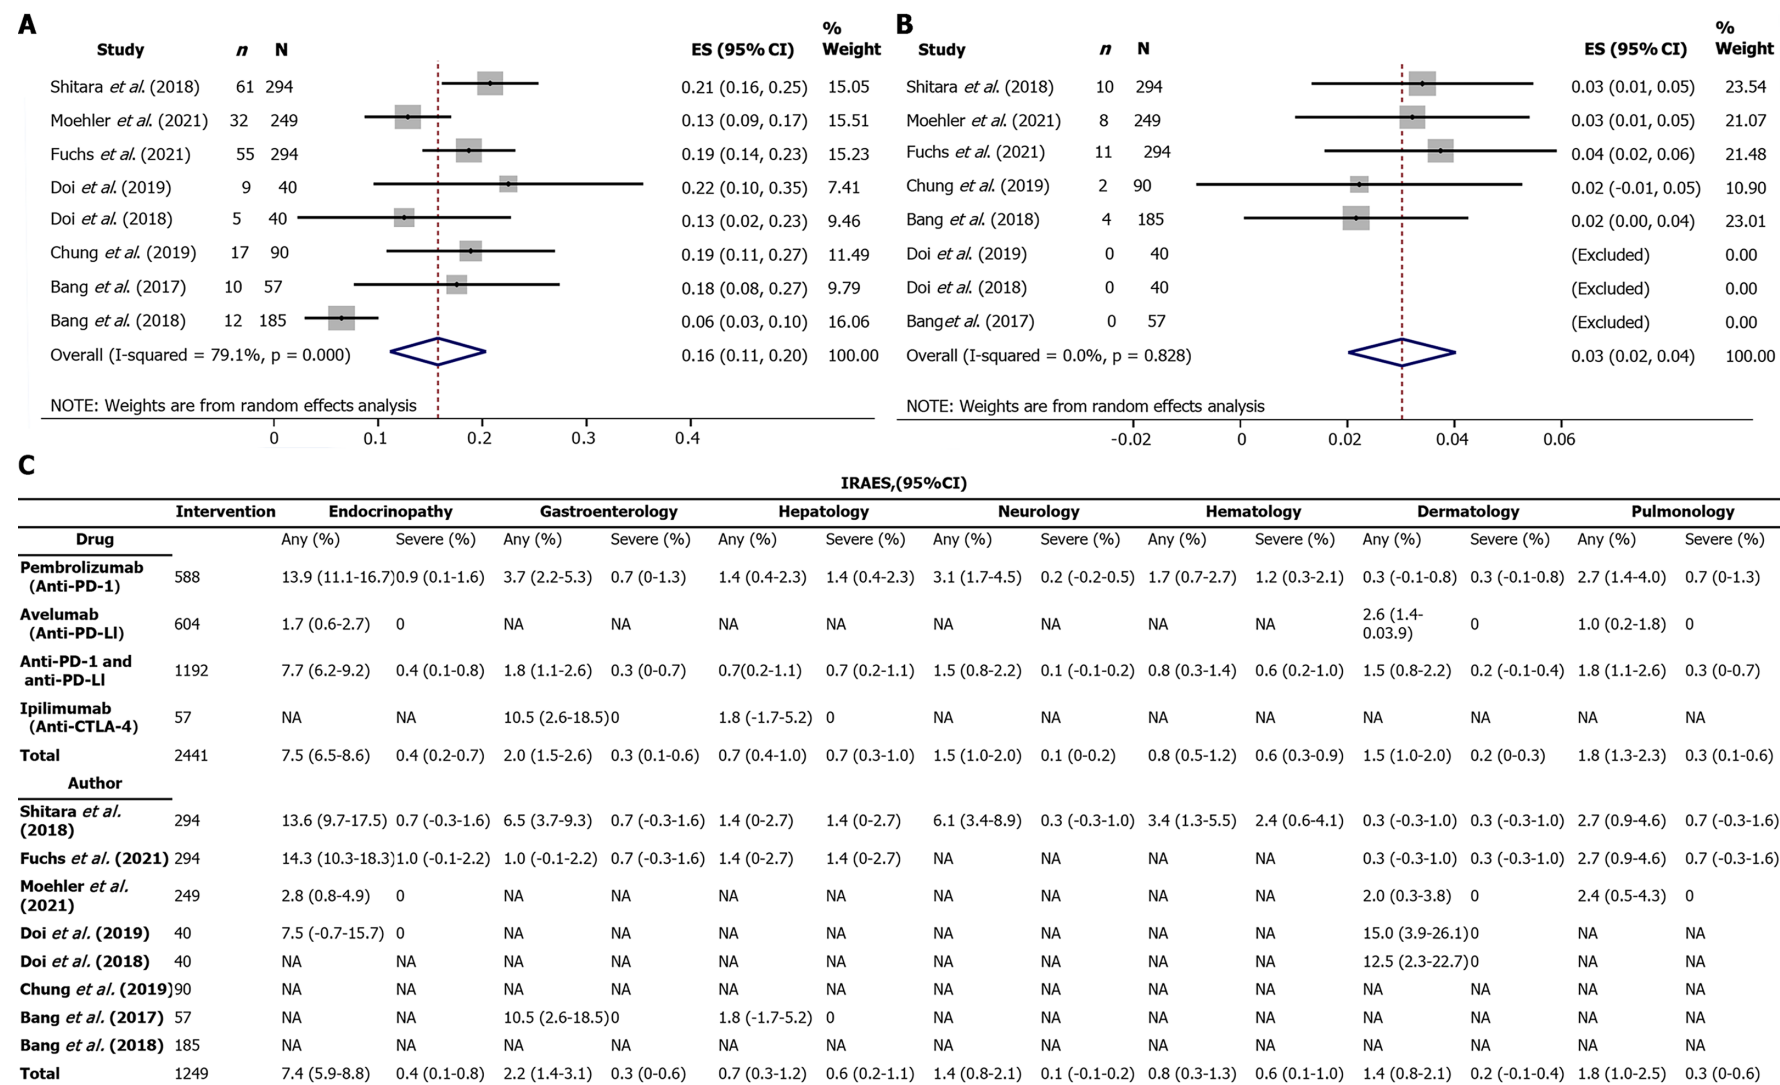 A
Study n N ES (95% CI) % Weight
Shitara et al. (2018) 61 294 0.21 (0.16, 0.25) 15.05
Moehler et al. (2021) 32 249 0.13 (0.09, 0.17) 15.51
Fuchs et al. (2021) 55 294 0.19 (0.14, 0.23) 15.23
Doi et al. (2019) 9 40 0.22 (0.10, 0.35) 7.41
Doi et al. (2018) 5 40 0.13 (0.02, 0.23) 9.46
Chung et al. (2019) 17 90 0.19 (0.11, 0.27) 11.49
Bang et al. (2017) 10 57 0.18 (0.08, 0.27) 9.79
Bang et al. (2018) 12 185 0.06 (0.03, 0.10) 16.06
Overall (I-squared = 79.1%, p = 0.000) 0.16 (0.11, 0.20) 100.00
NOTE: Weights are from random effects analysis
0 0.1 0.2 0.3 0.4
B
Study n N ES (95% CI) % Weight
Shitara et al. (2018) 10 294 0.03 (0.01, 0.05) 23.54
Moehler et al. (2021) 8 249 0.03 (0.01, 0.05) 21.07
Fuchs et al. (2021) 11 294 0.04 (0.02, 0.06) 21.48
Chung et al. (2019) 2 90 0.02 (-0.01, 0.05) 10.90
Bang et al. (2018) 4 185 0.02 (0.00, 0.04) 23.01
Doi et al. (2019) 0 40 (Excluded) 0.00
Doi et al. (2018) 0 40 (Excluded) 0.00
Banget al. (2017) 0 57 (Excluded) 0.00
Overall (I-squared = 0.0%, p = 0.828) 0.03 (0.02, 0.04) 100.00
NOTE: Weights are from random effects analysis
-0.02 0 0.02 0.04 0.06
C
IRAES,(95%CI)
Intervention Endocrinopathy Gastroenterology Hepatology Neurology Hematology Dermatology Pulmonology
Drug Any (%) Severe (%) Any (%) Severe (%) Any (%) Severe (%) Any (%) Severe (%) Any (%) Severe (%) Any (%) Severe (%) Any (%) Severe (%)
Pembrolizumab (Anti-PD-1) 588 13.9 (11.1-16.7) 0.9 (0.1-1.6) 3.7 (2.2-5.3) 0.7 (0-1.3) 1.4 (0.4-2.3) 1.4 (0.4-2.3) 3.1 (1.7-4.5) 0.2 (-0.2-0.5) 1.7 (0.7-2.7) 1.2 (0.3-2.1) 0.3 (-0.1-0.8) 0.3 (-0.1-0.8) 2.7 (1.4-4.0) 0.7 (0-1.3)
Avelumab (Anti-PD-Ll) 604 1.7 (0.6-2.7) 0 NA NA NA NA NA NA NA NA 2.6 (1.4-0.03.9) 0 1.0 (0.2-1.8) 0
Anti-PD-1 and anti-PD-Ll 1192 7.7 (6.2-9.2) 0.4 (0.1-0.8) 1.8 (1.1-2.6) 0.3 (0-0.7) 0.7(0.2-1.1) 0.7 (0.2-1.1) 1.5 (0.8-2.2) 0.1 (-0.1-0.2) 0.8 (0.3-1.4) 0.6 (0.2-1.0) 1.5 (0.8-2.2) 0.2 (-0.1-0.4) 1.8 (1.1-2.6) 0.3 (0-0.7)
Ipilimumab (Anti-CTLA-4) 57 NA NA 10.5 (2.6-18.5) 0 1.8 (-1.7-5.2) 0 NA NA NA NA NA NA NA NA
Total 2441 7.5 (6.5-8.6) 0.4 (0.2-0.7) 2.0 (1.5-2.6) 0.3 (0.1-0.6) 0.7 (0.4-1.0) 0.7 (0.3-1.0) 1.5 (1.0-2.0) 0.1 (0-0.2) 0.8 (0.5-1.2) 0.6 (0.3-0.9) 1.5 (1.0-2.0) 0.2 (0-0.3) 1.8 (1.3-2.3) 0.3 (0.1-0.6)
Author
Shitara et al. (2018) 294 13.6 (9.7-17.5) 0.7 (-0.3-1.6) 6.5 (3.7-9.3) 0.7 (-0.3-1.6) 1.4 (0-2.7) 1.4 (0-2.7) 6.1 (3.4-8.9) 0.3 (-0.3-1.0) 3.4 (1.3-5.5) 2.4 (0.6-4.1) 0.3 (-0.3-1.0) 0.3 (-0.3-1.0) 2.7 (0.9-4.6) 0.7 (-0.3-1.6)
Fuchs et al. (2021) 294 14.3 (10.3-18.3) 1.0 (-0.1-2.2) 1.0 (-0.1-2.2) 0.7 (-0.3-1.6) 1.4 (0-2.7) 1.4 (0-2.7) NA NA NA NA 0.3 (-0.3-1.0) 0.3 (-0.3-1.0) 2.7 (0.9-4.6) 0.7 (-0.3-1.6)
Moehler et al. (2021) 249 2.8 (0.8-4.9) 0 NA NA NA NA NA NA NA NA 2.0 (0.3-3.8) 0 2.4 (0.5-4.3) 0
Doi et al. (2019) 40 7.5 (-0.7-15.7) 0 NA NA NA NA NA NA NA NA 15.0 (3.9-26.1) 0 NA NA
Doi et al. (2018) 40 NA NA NA NA NA NA NA NA NA NA 12.5 (2.3-22.7) 0 NA NA
Chung et al. (2019) 90 NA NA NA NA NA NA NA NA NA NA NA NA NA NA
Bang et al. (2017) 57 NA NA 10.5 (2.6-18.5) 0 1.8 (-1.7-5.2) 0 NA NA NA NA NA NA NA NA
Bang et al. (2018) 185 NA NA NA NA NA NA NA NA NA NA NA NA NA NA
Total 1249 7.4 (5.9-8.8) 0.4 (0.1-0.8) 2.2 (1.4-3.1) 0.3 (0-0.6) 0.7 (0.3-1.2) 0.6 (0.2-1.1) 1.4 (0.8-2.1) 0.1 (-0.1-0.2) 0.8 (0.3-1.3) 0.6 (0.1-1.0) 1.4 (0.8-2.1) 0.2 (-0.1-0.4) 1.8 (1.0-2.5) 0.3 (0-0.6)